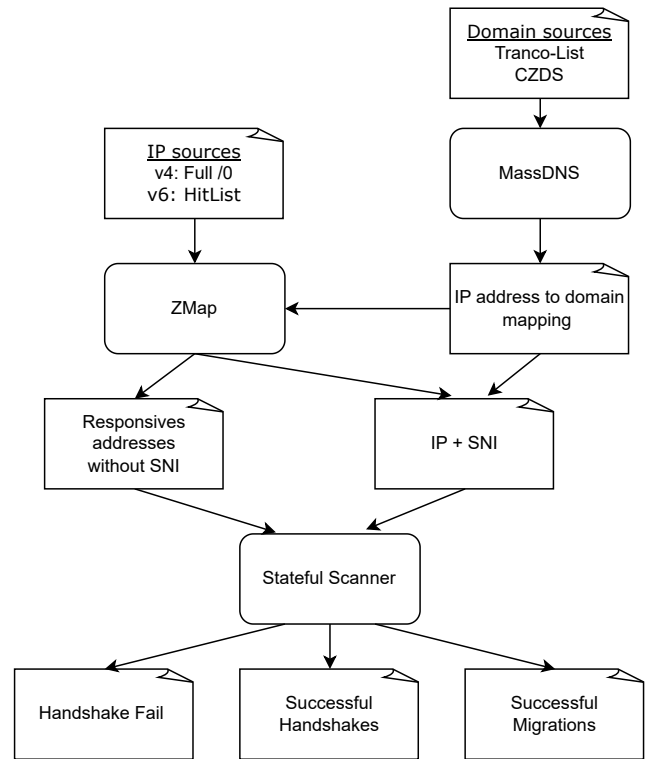 Domain sources
Tranco-List
CZDS
IP sources
v4: Full /0
v6: HitList
MassDNS
ZMap
IP address to domain
mapping
Responsives
addresses
without SNI
IP + SNI
Stateful Scanner
Handshake Fail
Successful
Handshakes
Successful
Migrations